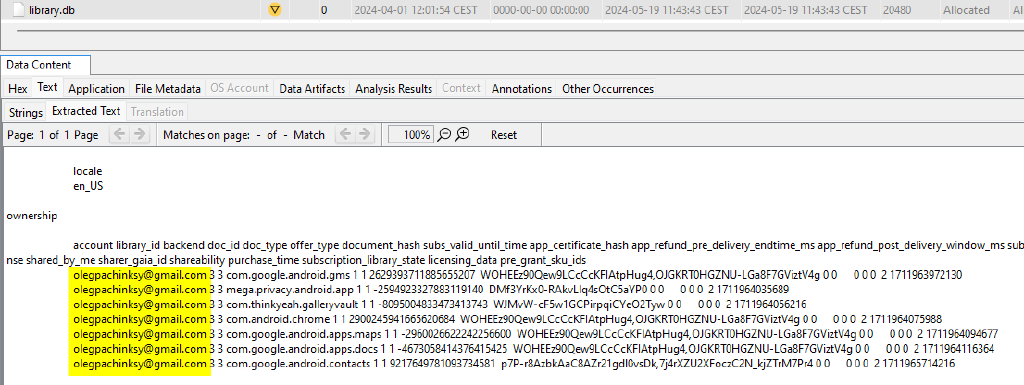 library.db 0 2024-04-01 12:01:54 CEST 0000-00-00 00:00:00 2024-05-19 11:43:43 CEST 2024-05-19 11:43:43 CEST 20480 Allocated Al
Data Content
Hex Text Application File Metadata OS Account Data Artifacts Analysis Results Context Annotations Other Occurrences
Strings Extracted Text Translation
Page: 1 of 1 Page Matches on page: - of - Match 100% Reset
locale
en_US
ownership
account library_id backend doc_id doc_type offer_type document_hash subs_valid_until_time app_certificate_hash app_refund_pre_delivery_endtime_ms app_refund_post_delivery_window_ms sub
nse shared_by_me sharer_gaia_id shareability purchase_time subscription_library_state licensing_data pre_grant_sku_ids
olegpachinksy@gmail.com 3 3 com.google.android.gms 1 1 2629393711885655207 WOHEEz90Qew9LCcCcKFIAtpHug4,OJGKRT0HGZNU-LGa8F7GViztV4g 0 0 0 0 0 2 1711963972130
olegpachinksy@gmail.com 3 3 mega.privacy.android.app 1 1 -2594923327883119140 DMf3YrKx0-RAkvLlq4sOtC5aYP0 0 0 0 0 0 2 1711964035689
olegpachinksy@gmail.com 3 3 com.thinkyeah.galleryvault 1 1 -8095004833473413743 WJMvW-cF5w1GCPirpqiCYeO2Tyw 0 0 0 0 0 2 1711964056216
olegpachinksy@gmail.com 3 3 com.android.chrome 1 1 2900245941665620684 WOHEEz90Qew9LCcCcKFIAtpHug4,OJGKRT0HGZNU-LGa8F7GViztV4g 0 0 0 0 0 2 1711964075988
olegpachinksy@gmail.com 3 3 com.google.android.apps.maps 1 1 -2960026622242256600 WOHEEz90Qew9LCcCcKFIAtpHug4,OJGKRT0HGZNU-LGa8F7GViztV4g 0 0 0 0 0 2 1711964094677
olegpachinksy@gmail.com 3 3 com.google.android.apps.docs 1 1 -4673058414376415425 WOHEEz90Qew9LCcCcKFIAtpHug4,OJGKRT0HGZNU-LGa8F7GViztV4g 0 0 0 0 0 2 1711964116364
olegpachinksy@gmail.com 3 3 com.google.android.contacts 1 1 9217649781093734581 p7P-r8AzbkAaC8AZr21gdI0vsDk,7j4rXZU2XFoczC2N_kjZTrM7Pr4 0 0 0 0 0 2 1711965714216